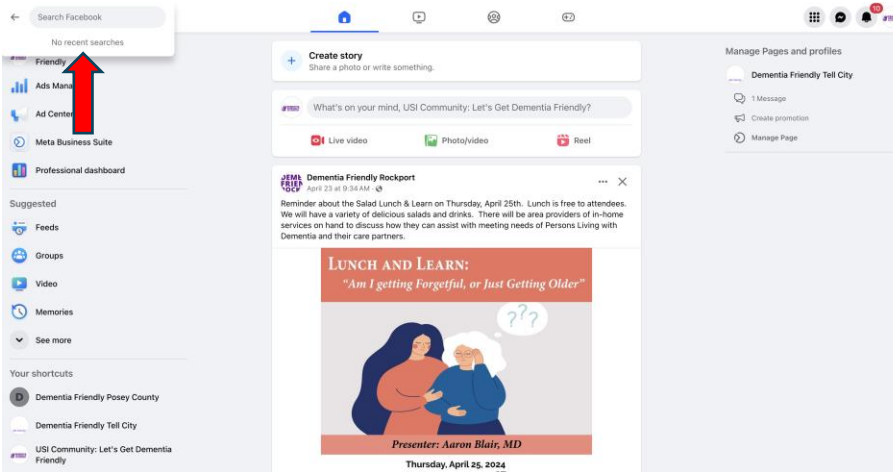 Search Facebook
No recent searches
Friendly
Ads Mana
Ad Center
Meta Business Suite
Professional dashboard
Suggested
Feeds
Groups
Video
Memories
See more
Your shortcuts
D
Dementia Friendly Posey County
Dementia Friendly Tell City
USI Community: Let's Get Dementia
Friendly
Create story
Share a photo or write something.
What's on your mind, USI Community: Let's Get Dementia Friendly?
Live video
Photo/video
Reel
Dementia Friendly Rockport
April 23 at 9:34 AM ·
Reminder about the Salad Lunch & Learn on Thursday, April 25th. Lunch is free to attendees.
We will have a variety of delicious salads and drinks. There will be area providers of in-home
services on hand to discuss how they can assist with meeting needs of Persons Living with
Dementia and their care partners.
LUNCH AND LEARN:
"Am I getting Forgetful, or Just Getting Older"
???
Presenter: Aaron Blair, MD
Thursday, April 25, 2024
10
Manage Pages and profiles
Dementia Friendly Tell City
1 Message
Create promotion
Manage Page